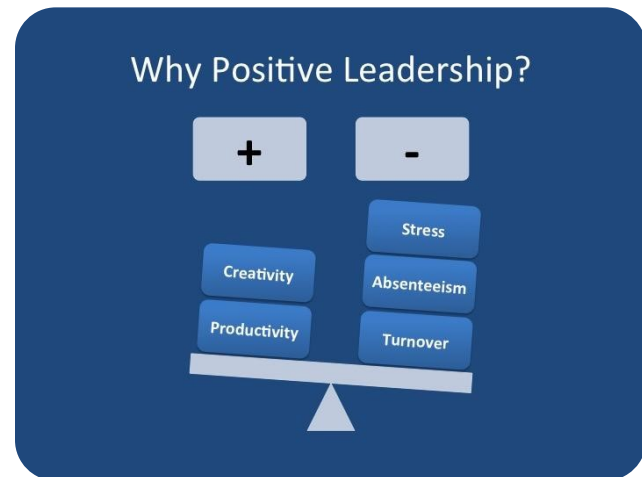 Why Positive Leadership?
+
-
Stress
Creativity
Absenteeism
Productivity
Turnover